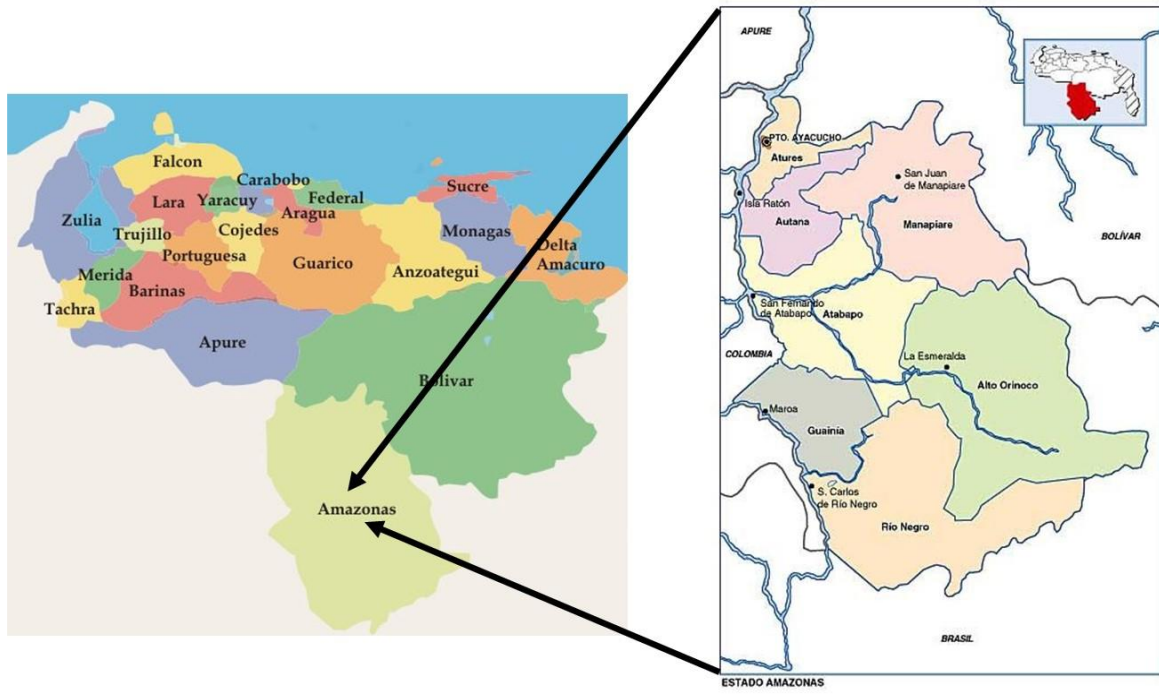 Falcon
Carabobo
Zulia
Lara
Yaracuy
Federal
Aragua
Sucre
Trujillo
Cojedes
Monagas
Delta
Amacuro
Portuguesa
Guarico
Anzoategui
Merida
Barinas
Tachra
Apure
Bolivar
Amazonas
APURE
PTO. AYACUCHO
Atures
San Juan
de Manapiare
Isla Ratón
Autana
Manapiare
BOLÍVAR
San Fernando
de Atabapo
Atabapo
COLOMBIA
La Esmeralda
Alto Orinoco
Maroa
Guainía
S. Carlos
de Río Negro
Río Negro
BRASIL
ESTADO AMAZONAS